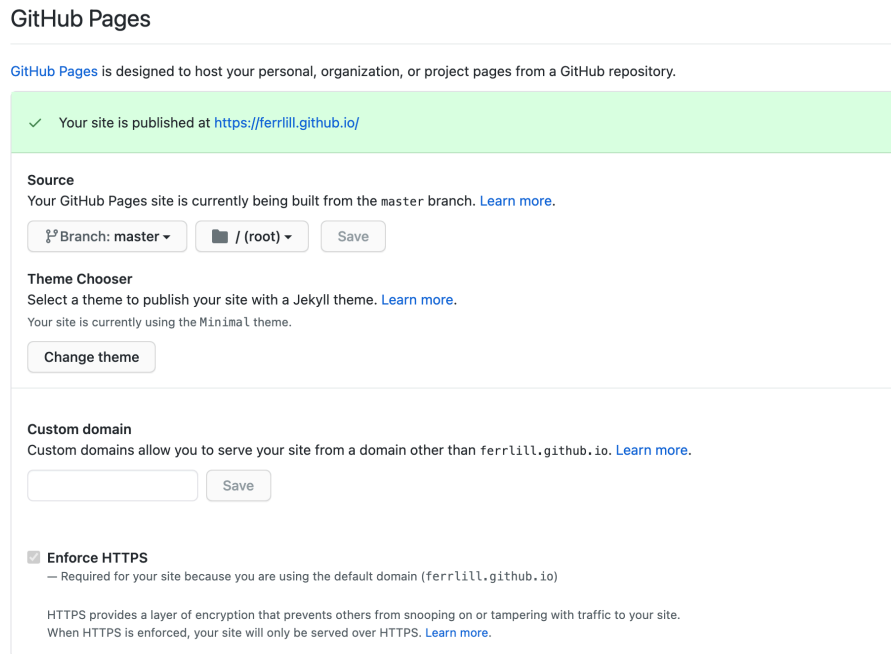 GitHub Pages
GitHub Pages is designed to host your personal, organization, or project pages from a GitHub repository.
Your site is published at https://ferrlill.github.io/
Source
Your GitHub Pages site is currently being built from the master branch. Learn more.
Branch: master / (root) Save
Theme Chooser
Select a theme to publish your site with a Jekyll theme. Learn more.
Your site is currently using the Minimal theme.
Change theme
Custom domain
Custom domains allow you to serve your site from a domain other than ferrlill.github.io. Learn more.
Save
Enforce HTTPS
— Required for your site because you are using the default domain (ferrlill.github.io)
HTTPS provides a layer of encryption that prevents others from snooping on or tampering with traffic to your site.
When HTTPS is enforced, your site will only be served over HTTPS. Learn more.